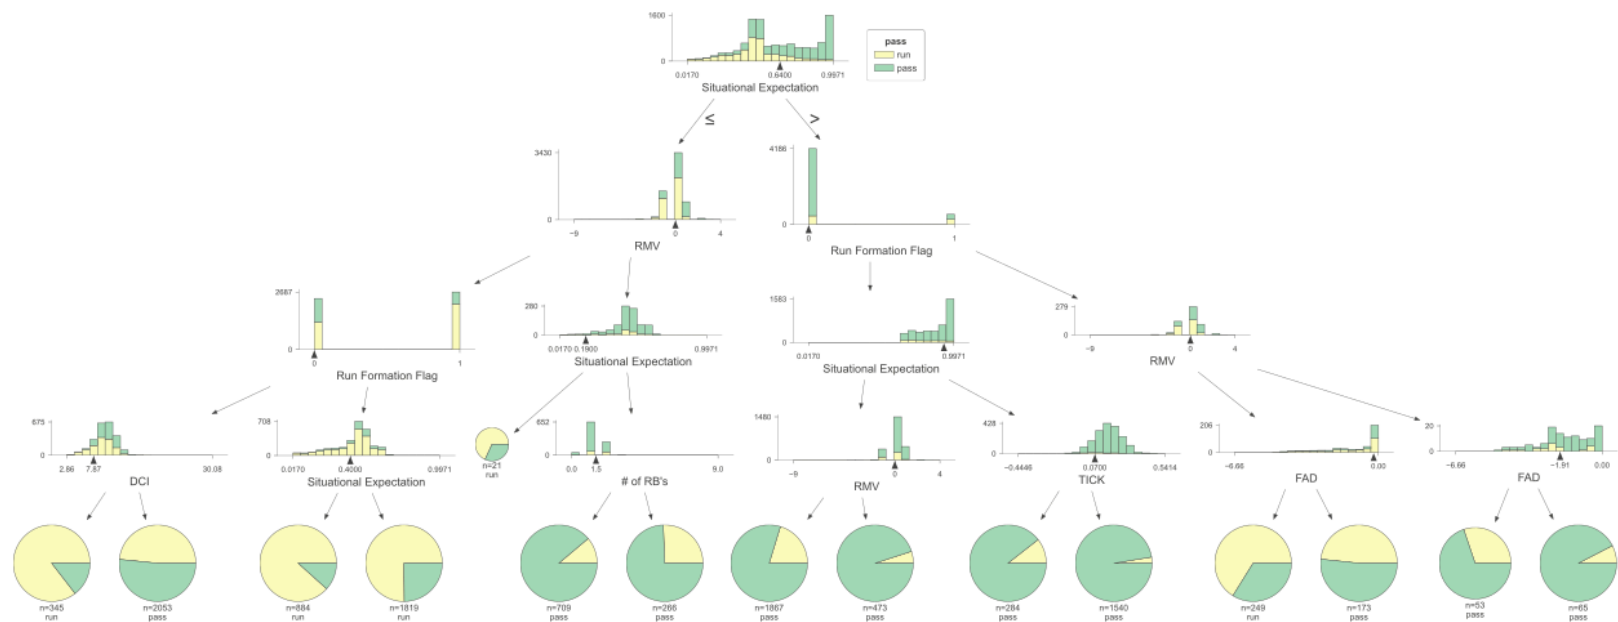 1600
0
0.0170
0.6400
0.9971
Situational Expectation
pass
run
pass
≤
>
3430
0
−9
0
4
RMV
4186
0
0
1
Run Formation Flag
2687
0
0
1
Run Formation Flag
280
0
0.0170 0.1900
0.9971
Situational Expectation
1583
0
0.0170
0.9971
Situational Expectation
279
0
−9
0
4
RMV
675
0
2.86
7.87
30.08
DCI
708
0
0.0170
0.4000
0.9971
Situational Expectation
n=21
run
652
0
0.0
1.5
9.0
# of RB's
1480
0
−9
0
4
RMV
428
0
−0.4446
0.0700
0.5414
TICK
206
0
−6.66
0.00
FAD
20
0
−6.66
−1.91
0.00
FAD
n=345
run
n=2053
pass
n=884
run
n=1819
run
n=709
pass
n=266
pass
n=1867
pass
n=473
pass
n=284
pass
n=1540
pass
n=249
run
n=173
pass
n=53
pass
n=65
pass